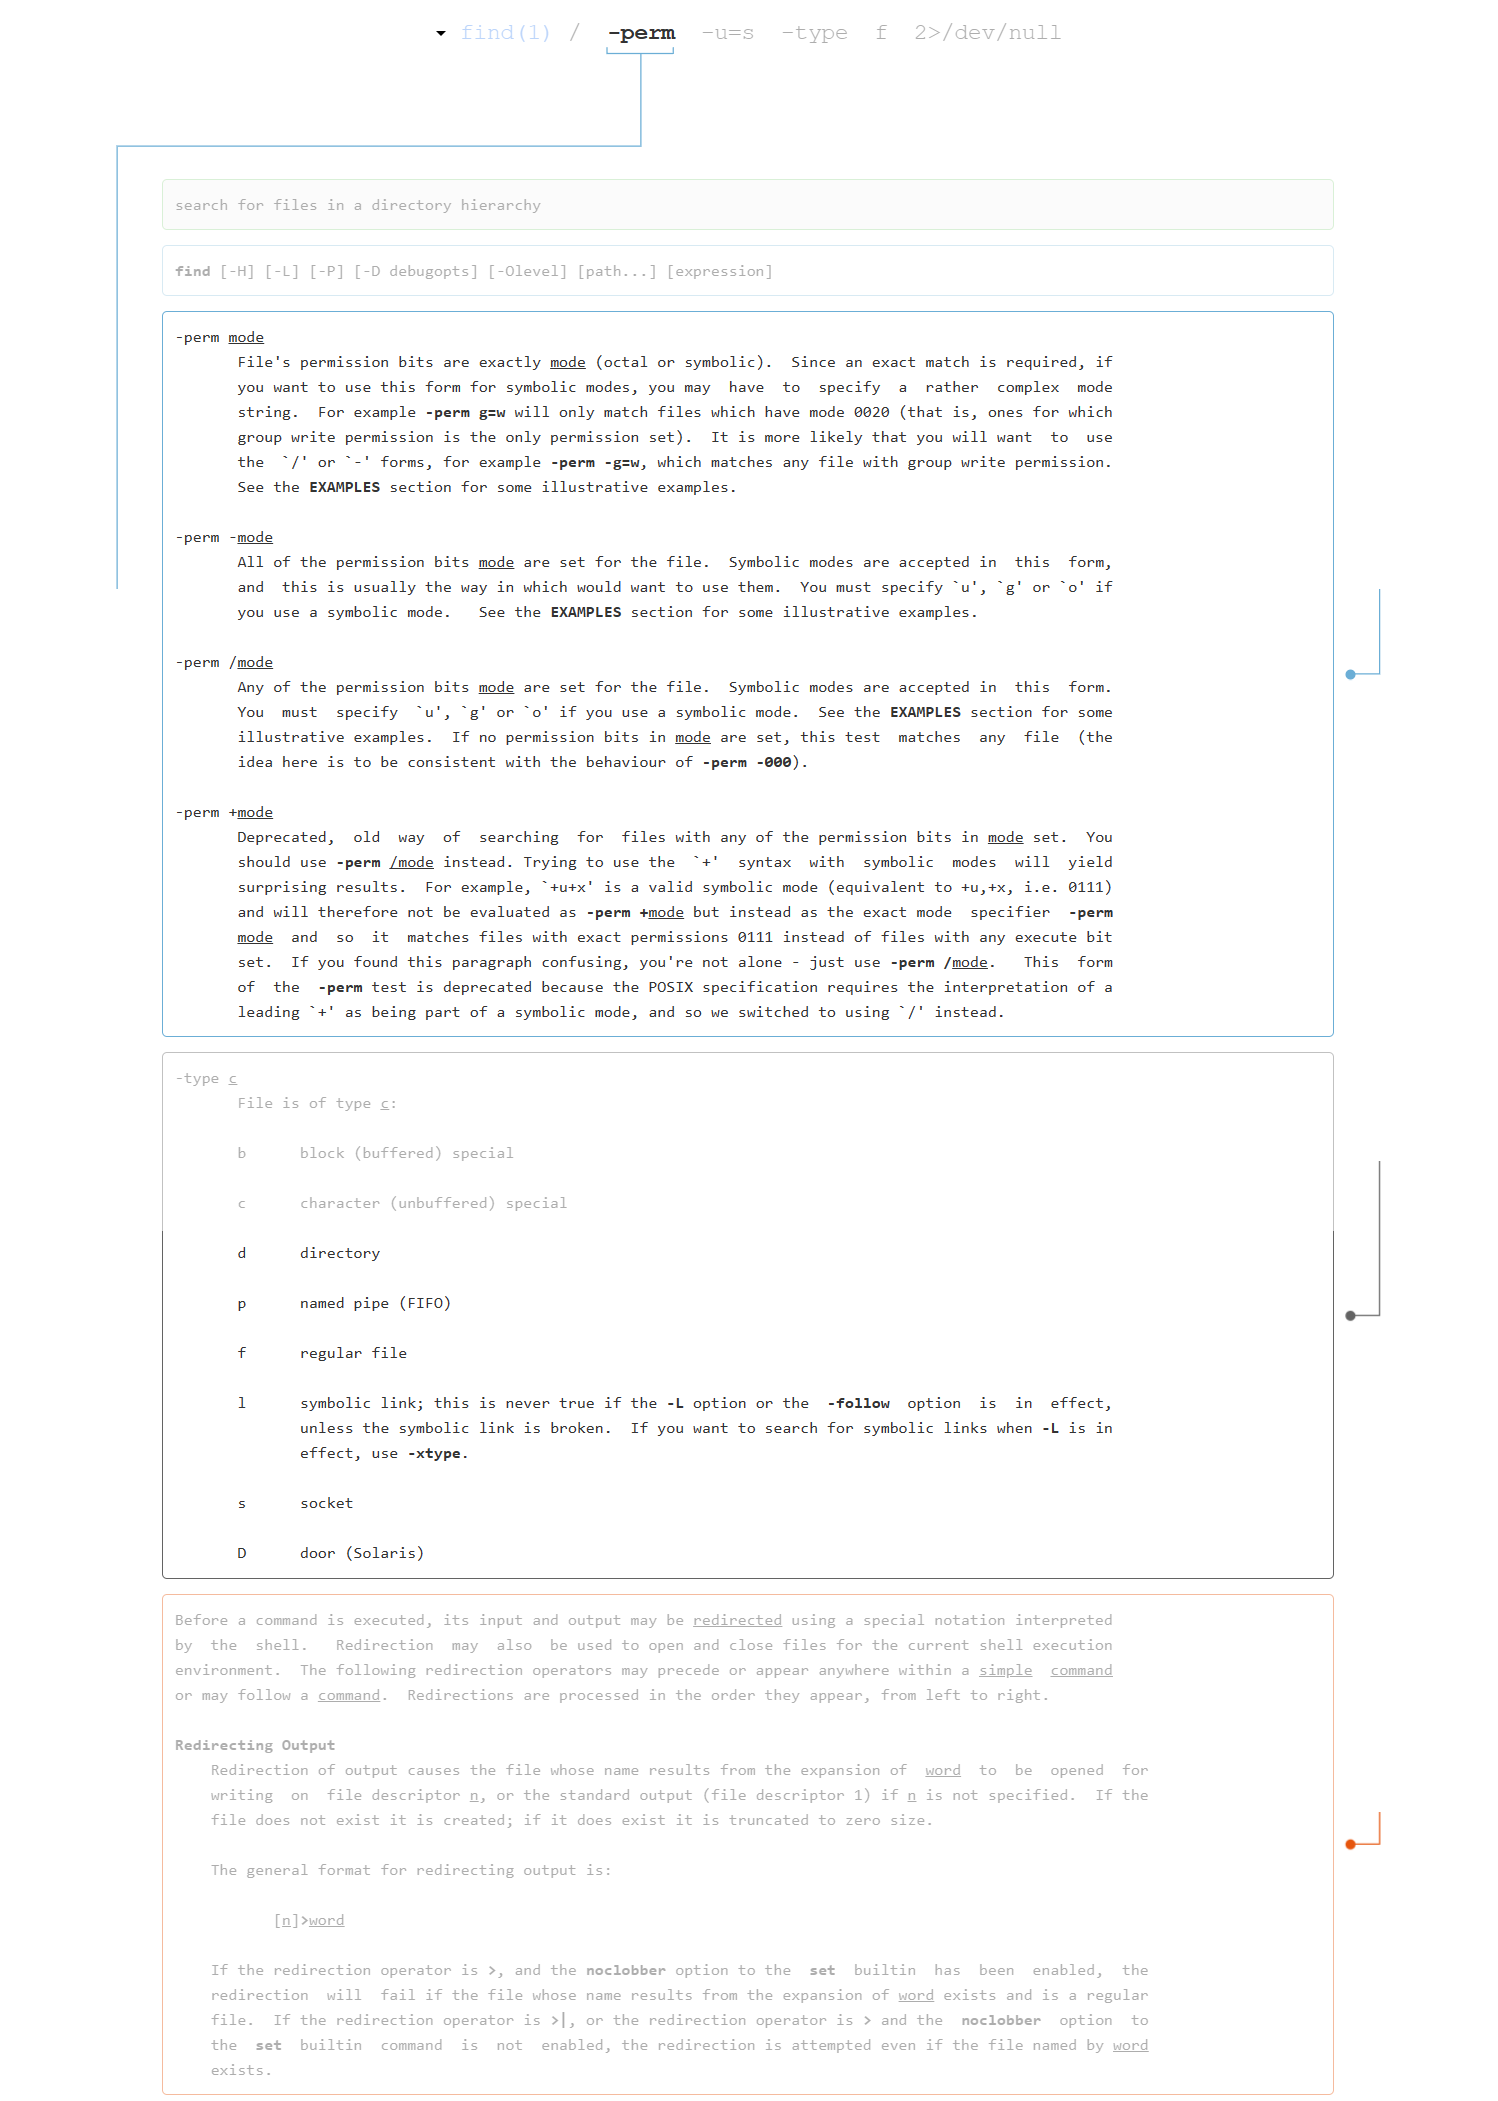 find(1) / -perm -u=s -type f 2>/dev/null
search for files in a directory hierarchy
find [-H] [-L] [-P] [-D debugopts] [-Olevel] [path...] [expression]
-perm mode
File's permission bits are exactly mode (octal or symbolic). Since an exact match is required, if
you want to use this form for symbolic modes, you may have to specify a rather complex mode
string. For example -perm g=w will only match files which have mode 0020 (that is, ones for which
group write permission is the only permission set). It is more likely that you will want to use
the `/' or `-' forms, for example -perm -g=w, which matches any file with group write permission.
See the EXAMPLES section for some illustrative examples.
-perm -mode
All of the permission bits mode are set for the file. Symbolic modes are accepted in this form,
and this is usually the way in which would want to use them. You must specify `u', `g' or `o' if
you use a symbolic mode. See the EXAMPLES section for some illustrative examples.
-perm /mode
Any of the permission bits mode are set for the file. Symbolic modes are accepted in this form.
You must specify `u', `g' or `o' if you use a symbolic mode. See the EXAMPLES section for some
illustrative examples. If no permission bits in mode are set, this test matches any file (the
idea here is to be consistent with the behaviour of -perm -000).
-perm +mode
Deprecated, old way of searching for files with any of the permission bits in mode set. You
should use -perm /mode instead. Trying to use the `+' syntax with symbolic modes will yield
surprising results. For example, `+u+x' is a valid symbolic mode (equivalent to +u,+x, i.e. 0111)
and will therefore not be evaluated as -perm +mode but instead as the exact mode specifier -perm
mode and so it matches files with exact permissions 0111 instead of files with any execute bit
set. If you found this paragraph confusing, you're not alone - just use -perm /mode. This form
of the -perm test is deprecated because the POSIX specification requires the interpretation of a
leading `+' as being part of a symbolic mode, and so we switched to using `/' instead.
-type c
File is of type c:
b block (buffered) special
c character (unbuffered) special
d directory
p named pipe (FIFO)
f regular file
l symbolic link; this is never true if the -L option or the -follow option is in effect,
unless the symbolic link is broken. If you want to search for symbolic links when -L is in
effect, use -xtype.
s socket
D door (Solaris)
Before a command is executed, its input and output may be redirected using a special notation interpreted
by the shell. Redirection may also be used to open and close files for the current shell execution
environment. The following redirection operators may precede or appear anywhere within a simple command
or may follow a command. Redirections are processed in the order they appear, from left to right.
Redirecting Output
Redirection of output causes the file whose name results from the expansion of word to be opened for
writing on file descriptor n, or the standard output (file descriptor 1) if n is not specified. If the
file does not exist it is created; if it does exist it is truncated to zero size.
The general format for redirecting output is:
[n]>word
If the redirection operator is >, and the noclobber option to the set builtin has been enabled, the
redirection will fail if the file whose name results from the expansion of word exists and is a regular
file. If the redirection operator is >|, or the redirection operator is > and the noclobber option to
the set builtin command is not enabled, the redirection is attempted even if the file named by word
exists.